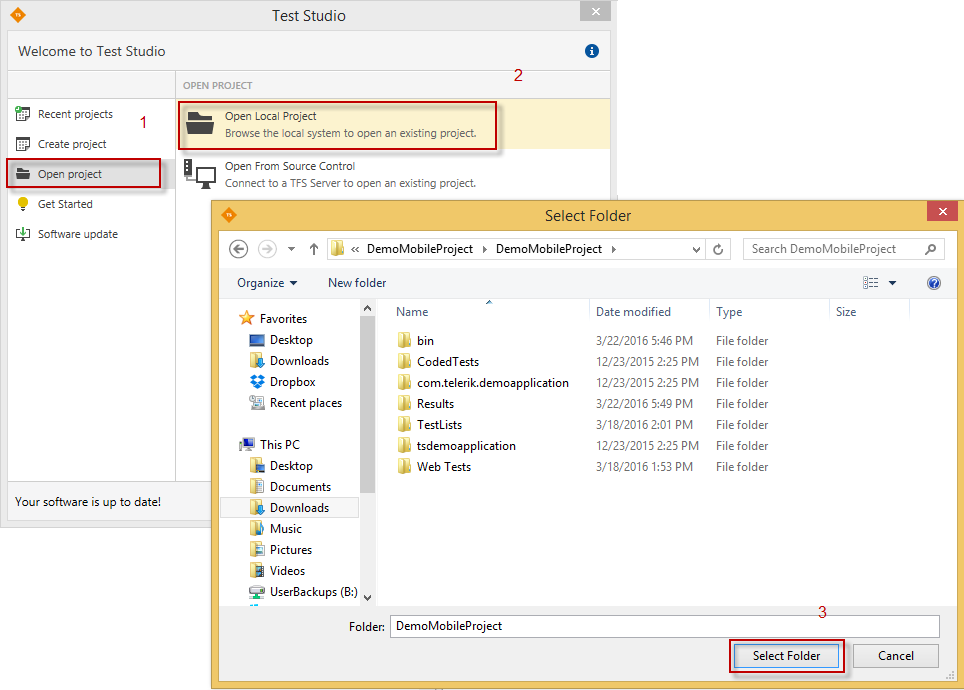 Test Studio
Welcome to Test Studio
OPEN PROJECT
2
Recent projects
1
Create project
Open project
Get Started
Software update
Open Local Project
Browse the local system to open an existing project.
Open From Source Control
Connect to a TFS Server to open an existing project.
Your software is up to date!
Select Folder
« DemoMobileProject DemoMobileProject
Search DemoMobileProject
Organize New folder
Favorites
Desktop
Downloads
Dropbox
Recent places
This PC
Desktop
Documents
Downloads
Music
Pictures
Videos
UserBackups (B:)
Name Date modified Type Size
bin 3/22/2016 5:46 PM File folder
CodedTests 12/23/2015 2:25 PM File folder
com.telerik.demoapplication 12/23/2015 2:25 PM File folder
Results 3/22/2016 5:49 PM File folder
TestLists 3/18/2016 2:01 PM File folder
tsdemoapplication 12/23/2015 2:25 PM File folder
Web Tests 3/18/2016 1:53 PM File folder
3
Folder: DemoMobileProject
Select Folder Cancel